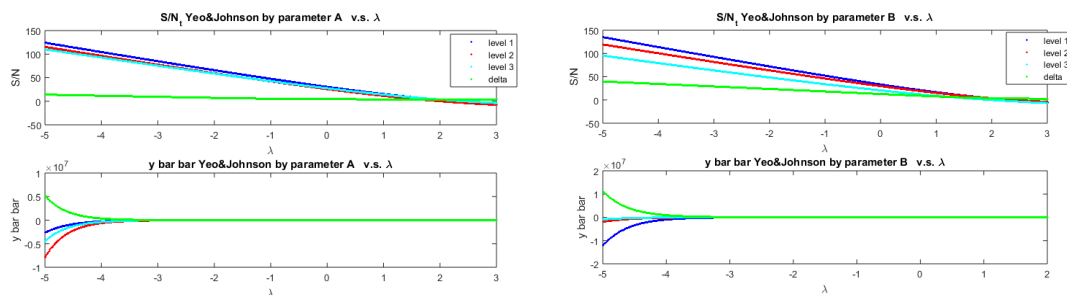 S/N_t Yeo&Johnson by parameter A v.s. λ
150
100
50
0
-50
S/N
-5 -4 -3 -2 -1 0 1 2 3
λ
level 1
level 2
level 3
delta
y bar bar Yeo&Johnson by parameter A v.s. λ
×10^7
1
0.5
0
-0.5
-1
y bar bar
-5 -4 -3 -2 -1 0 1 2 3
λ
S/N_t Yeo&Johnson by parameter B v.s. λ
150
100
50
0
-50
S/N
-5 -4 -3 -2 -1 0 1 2 3
λ
level 1
level 2
level 3
delta
y bar bar Yeo&Johnson by parameter B v.s. λ
×10^7
2
1
0
-1
-2
y bar bar
-5 -4 -3 -2 -1 0 1 2
λ